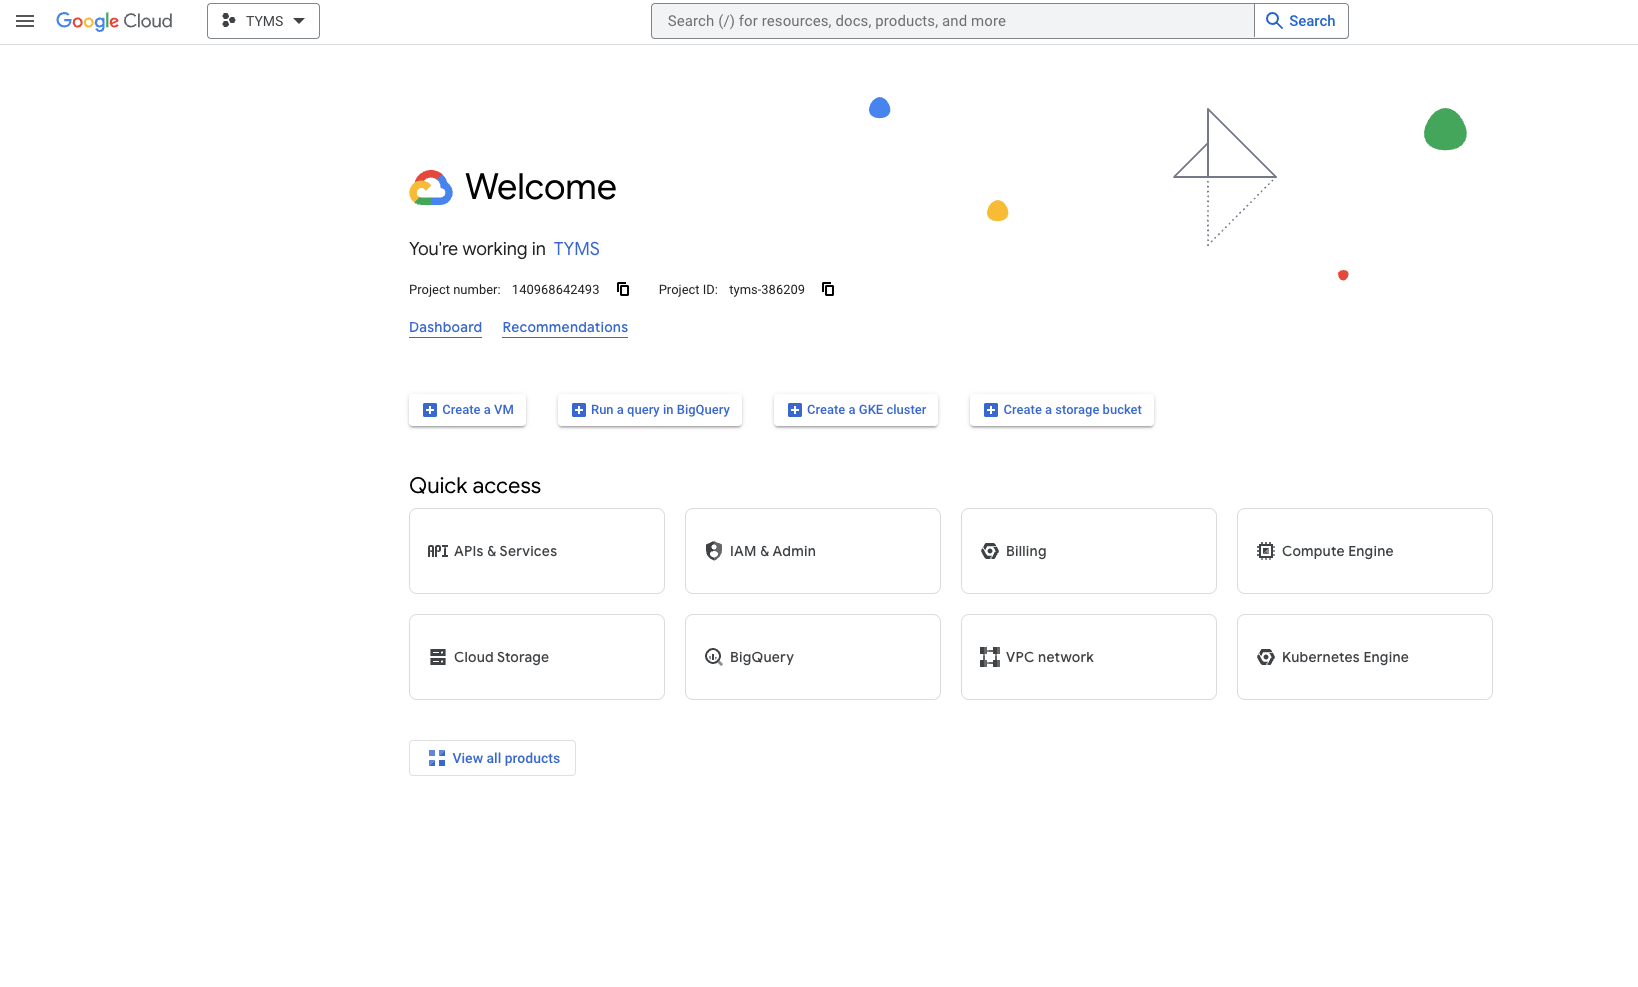 Google Cloud
TYMS
Search (/) for resources, docs, products, and more
Search
Welcome
You're working in TYMS
Project number: 140968642493 Project ID: tyms-386209
Dashboard Recommendations
Create a VM
Run a query in BigQuery
Create a GKE cluster
Create a storage bucket
Quick access
API APIs & Services
IAM & Admin
Billing
Compute Engine
Cloud Storage
BigQuery
VPC network
Kubernetes Engine
View all products